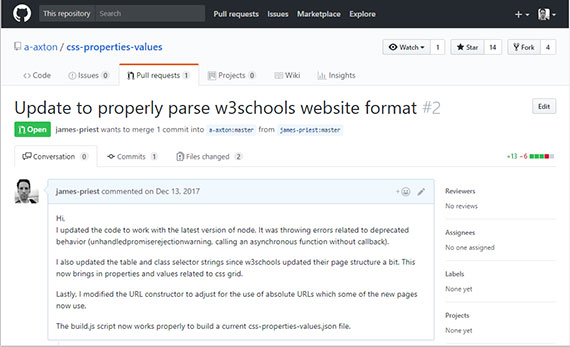 This repository Search Pull requests Issues Marketplace Explore
a-axton / css-properties-values Watch 1 Star 14 Fork 4
Code Issues 0 Pull requests 1 Projects 0 Wiki Insights
Update to properly parse w3schools website format #2 Edit
Open james-priest wants to merge 1 commit into a-axton:master from james-priest:master
Conversation 0 Commits 1 Files changed 2 +13 −6
james-priest commented on Dec 13, 2017
Hi,
I updated the code to work with the latest version of node. It was throwing errors related to deprecated
behavior (unhandledpromiserejectionwarning, calling an asynchronous function without callback).
I also updated the table and class selector strings since w3schools updated their page structure a bit. This
now brings in properties and values related to css grid.
Lastly, I modified the URL constructor to adjust for the use of absolute URLs which some of the new pages
now use.
The build.js script now works properly to build a current css-properties-values.json file.
Reviewers
No reviews
Assignees
No one assigned
Labels
None yet
Projects
None yet